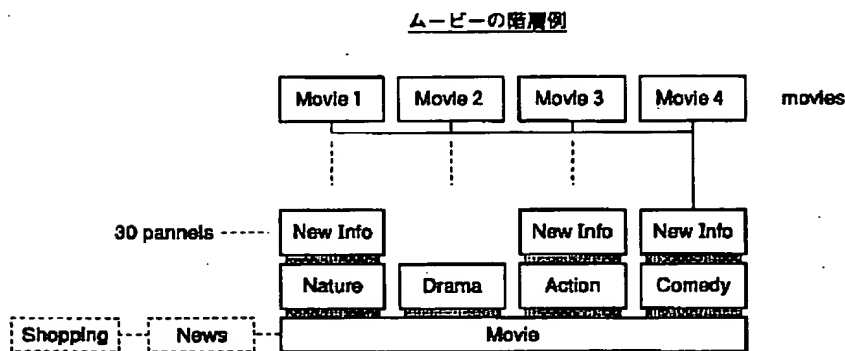 ムービーの階層例
Movie 1 Movie 2 Movie 3 Movie 4 movies
30 pannels New Info New Info New Info
Nature Drama Action Comedy
Shopping News Movie